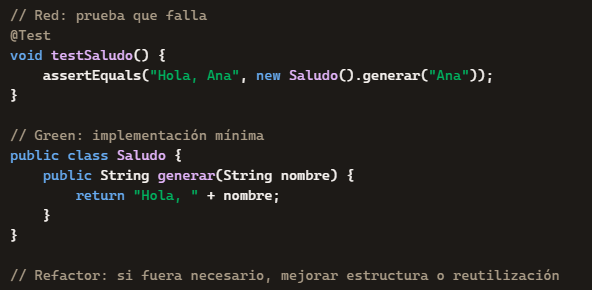 // Red: prueba que falla
@Test
void testSaludo() {
    assertEquals("Hola, Ana", new Saludo().generar("Ana"));
}

// Green: implementación mínima
public class Saludo {
    public String generar(String nombre) {
        return "Hola, " + nombre;
    }
}

// Refactor: si fuera necesario, mejorar estructura o reutilización